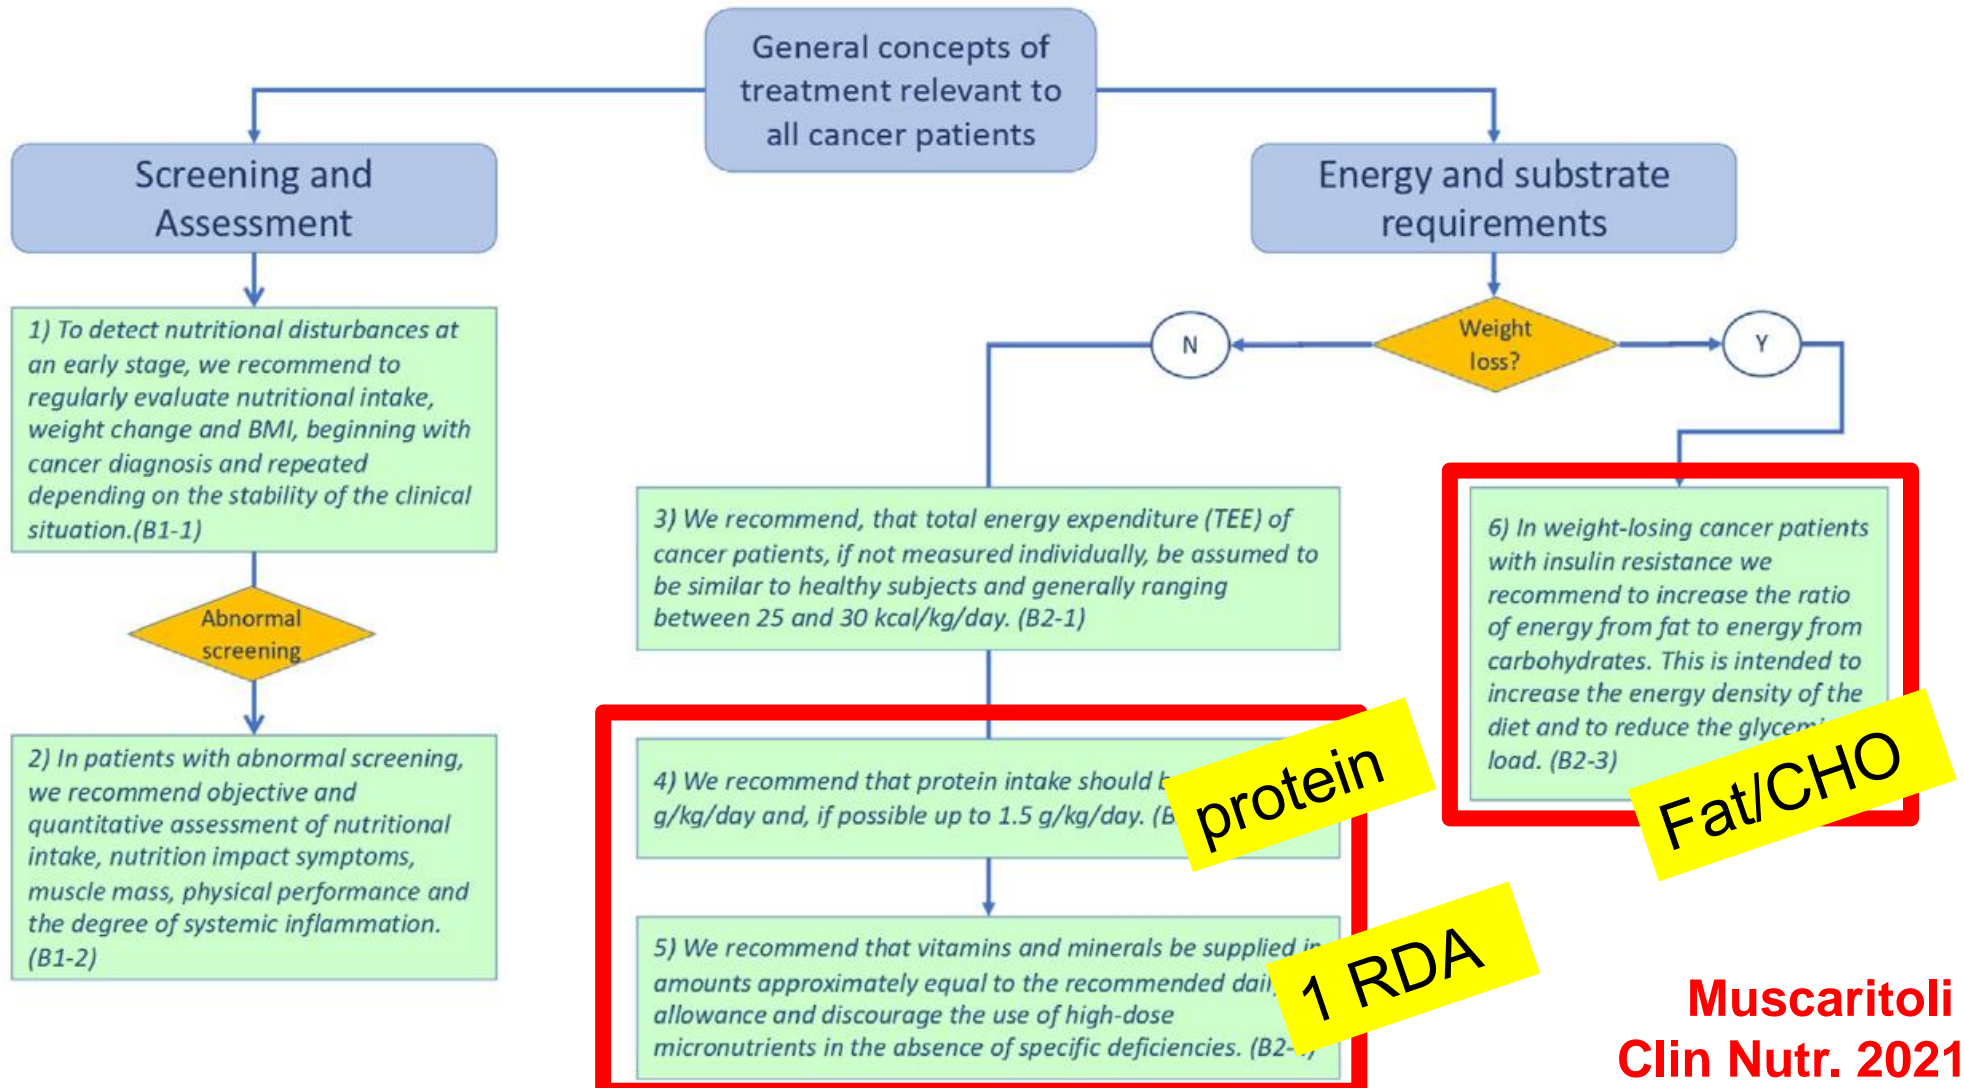 General concepts of
treatment relevant to
all cancer patients
Screening and
Assessment
1) To detect nutritional disturbances at
an early stage, we recommend to
regularly evaluate nutritional intake,
weight change and BMI, beginning with
cancer diagnosis and repeated
depending on the stability of the clinical
situation.(B1-1)
Abnormal
screening
2) In patients with abnormal screening,
we recommend objective and
quantitative assessment of nutritional
intake, nutrition impact symptoms,
muscle mass, physical performance and
the degree of systemic inflammation.
(B1-2)
Energy and substrate
requirements
Weight
loss?
N
Y
3) We recommend, that total energy expenditure (TEE) of
cancer patients, if not measured individually, be assumed to
be similar to healthy subjects and generally ranging
between 25 and 30 kcal/kg/day. (B2-1)
4) We recommend that protein intake should
g/kg/day and, if possible up to 1.5 g/kg/day.
protein
5) We recommend that vitamins and minerals be supplied in
amounts approximately equal to the recommended
allowance and discourage the use of high-dose
micronutrients in the absence of specific deficiencies.
1 RDA
6) In weight-losing cancer patients
with insulin resistance we
recommend to increase the ratio
of energy from fat to energy from
carbohydrates. This is intended to
increase the energy density of the
diet and to reduce the
load. (B2-3)
Fat/CHO
Muscaritoli
Clin Nutr. 2021